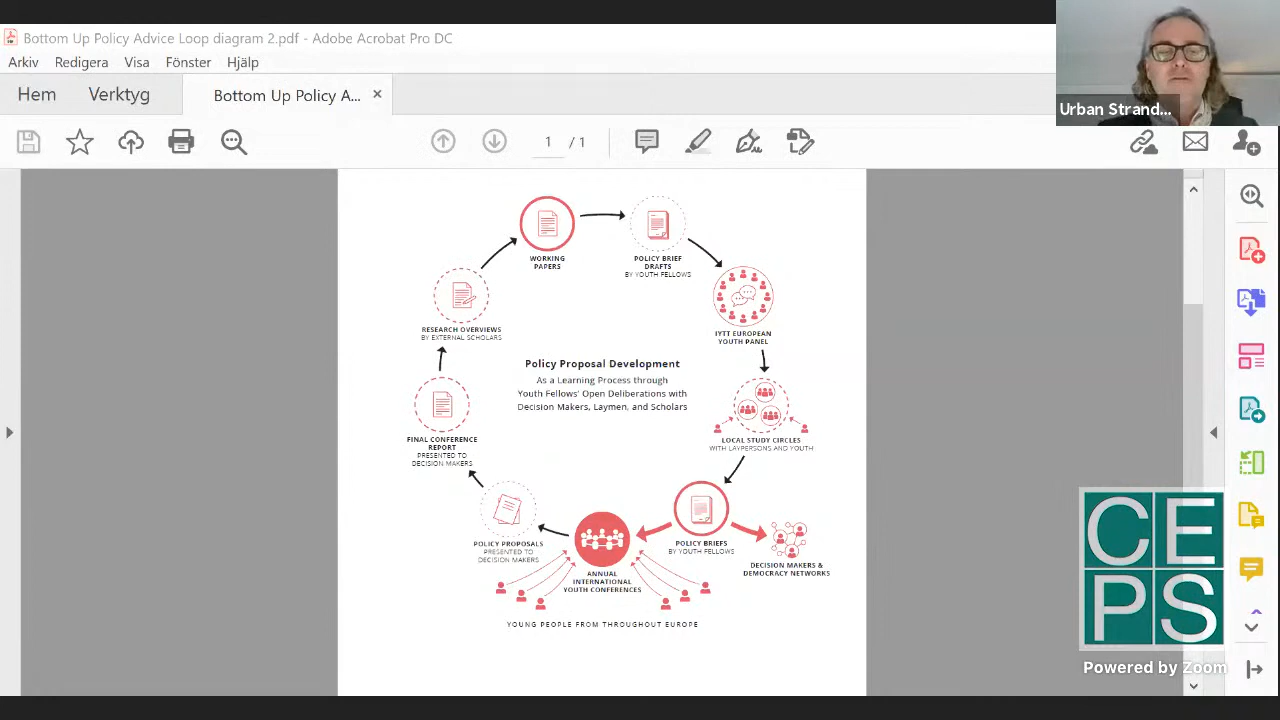 Bottom Up Policy Advice Loop diagram 2.pdf - Adobe Acrobat Pro DC
Arkiv Redigera Visa Fönster Hjälp
Hem Verktyg Bottom Up Policy A... ×
1 / 1
Urban Strand...
WORKING
PAPERS
POLICY BRIEF
DRAFTS
BY YOUTH FELLOWS
IYTT EUROPEAN
YOUTH PANEL
RESEARCH OVERVIEWS
BY EXTERNAL SCHOLARS
Policy Proposal Development
As a Learning Process through
Youth Fellows' Open Deliberations with
Decision Makers, Laymen, and Scholars
LOCAL STUDY CIRCLES
WITH LAYPERSONS AND YOUTH
FINAL CONFERENCE
REPORT
PRESENTED TO
DECISION MAKERS
POLICY PROPOSALS
PRESENTED TO
DECISION MAKERS
ANNUAL
INTERNATIONAL
YOUTH CONFERENCES
POLICY BRIEFS
BY YOUTH FELLOWS
DECISION MAKERS &
DEMOCRACY NETWORKS
YOUNG PEOPLE FROM THROUGHOUT EUROPE
CE
PS
Powered by Zoom